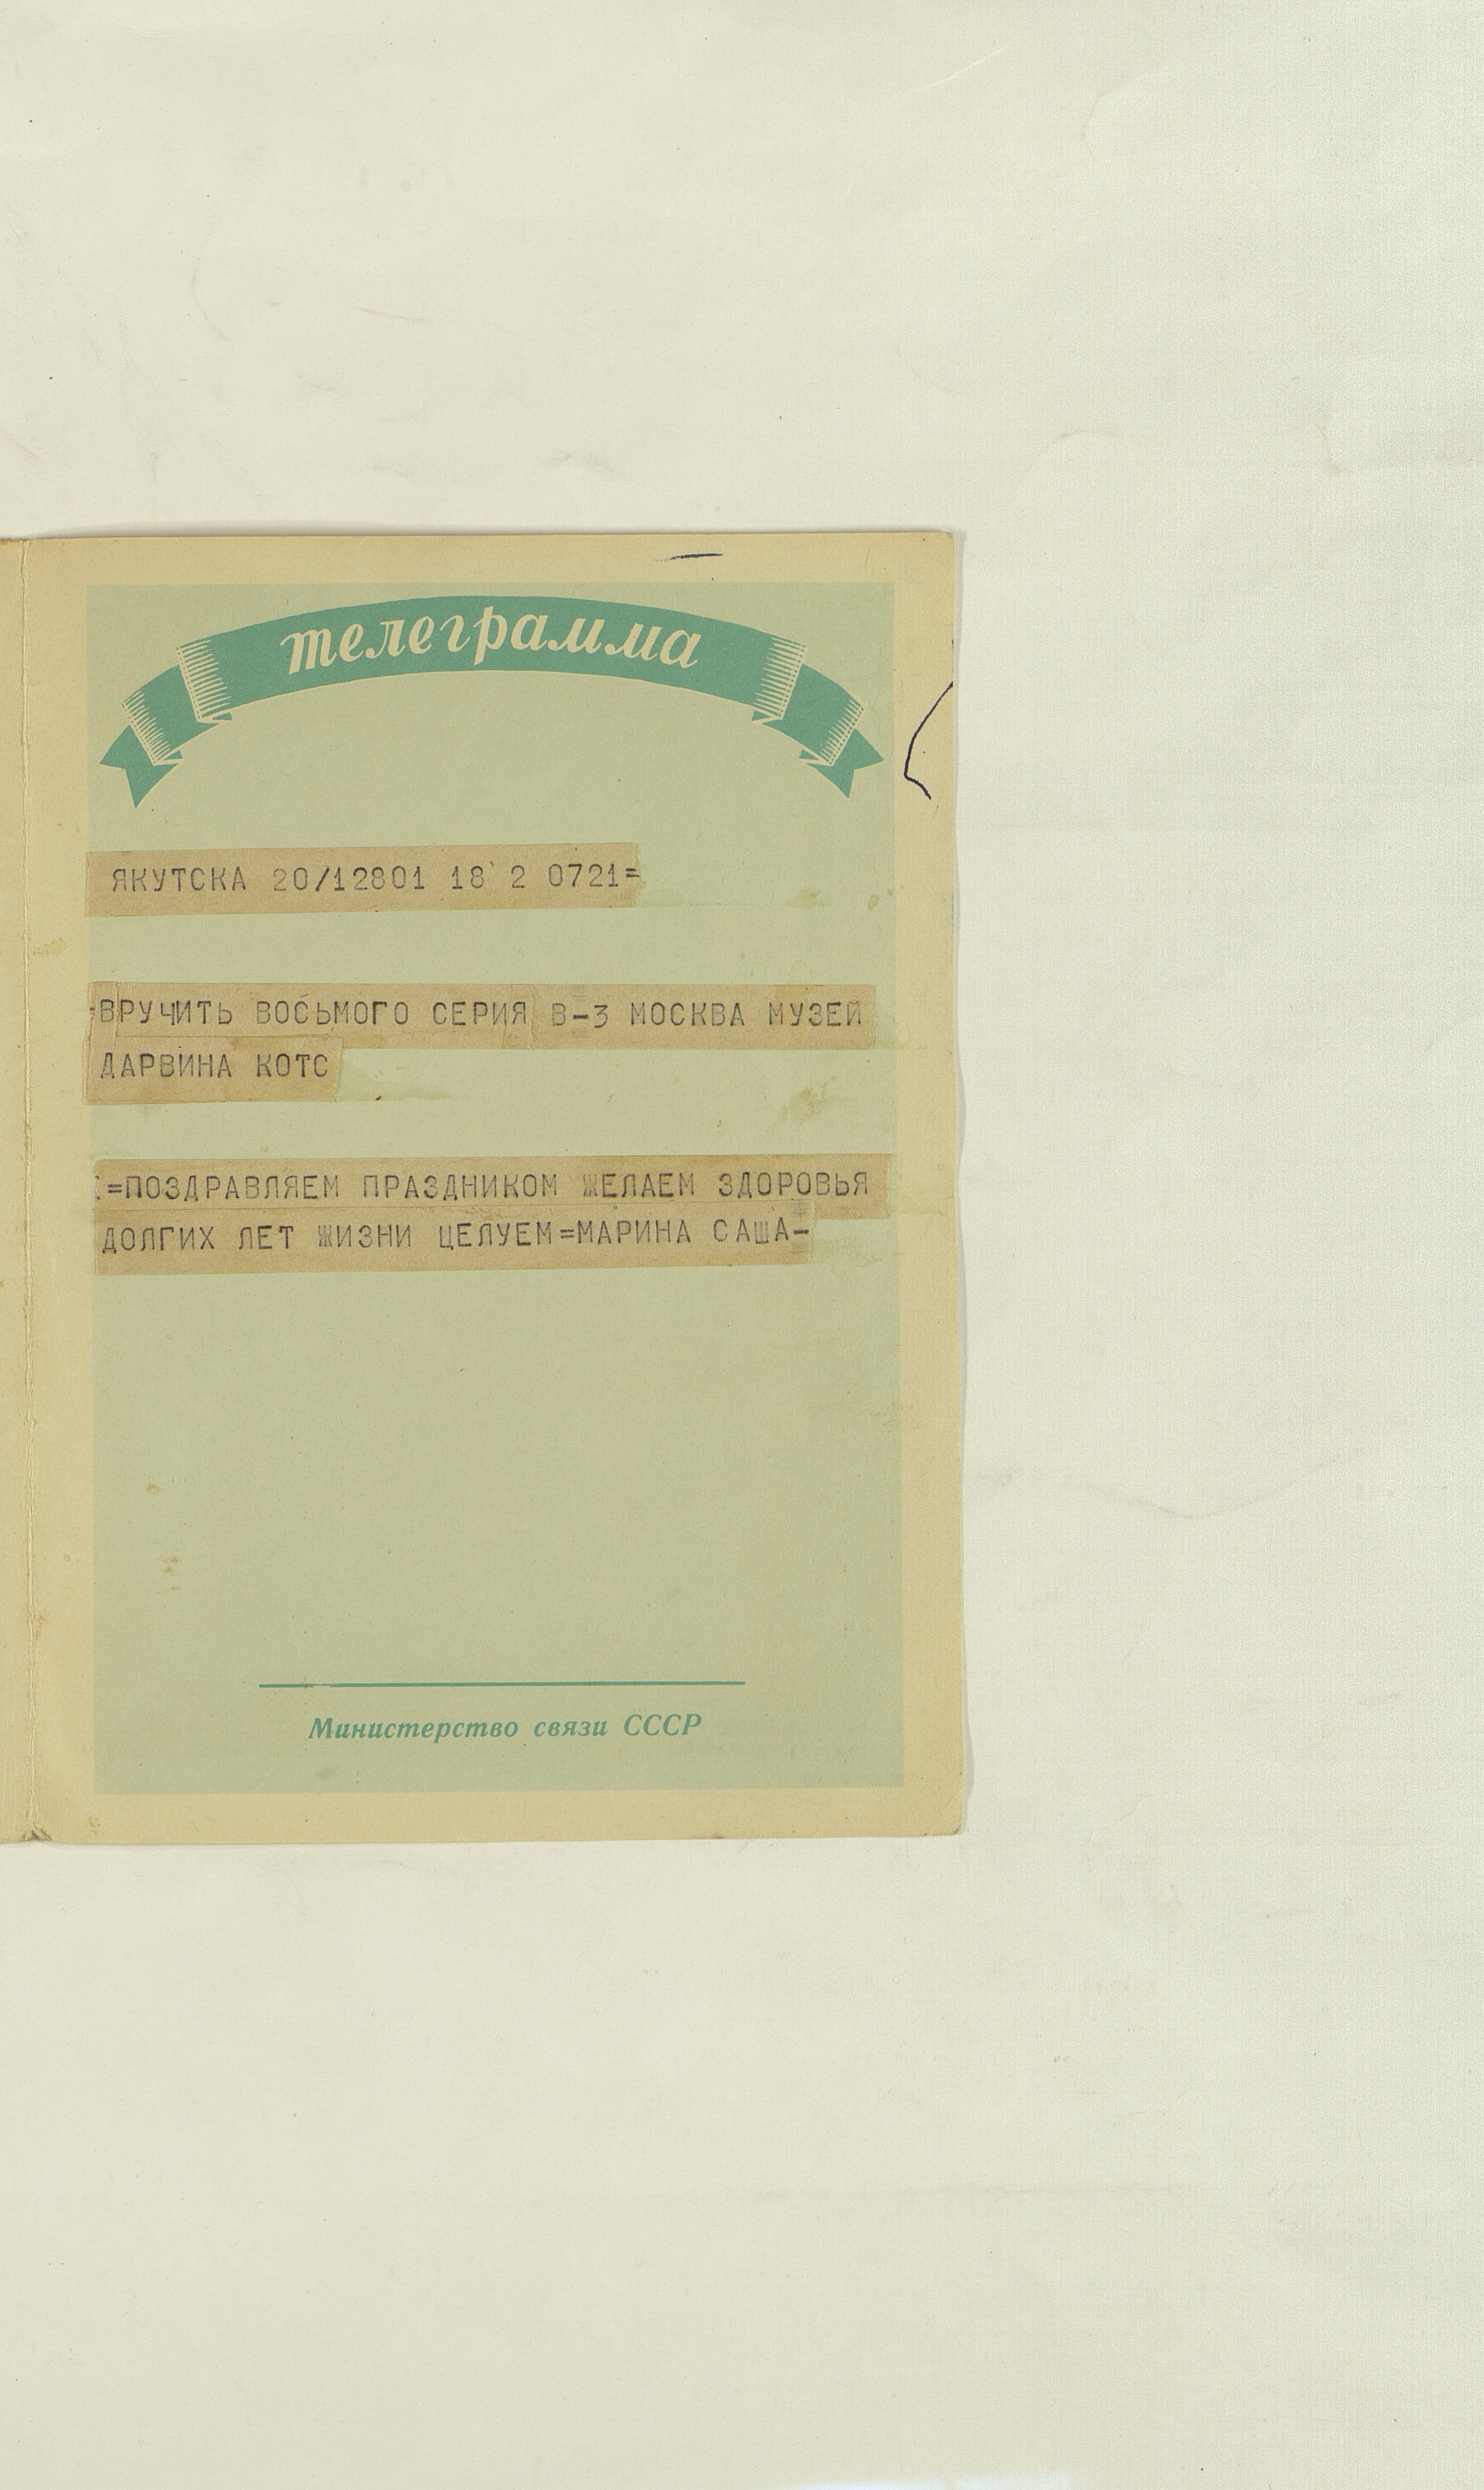 телеграмма
ЯКУТСКА 20/12801 18 2 0721=
=ВРУЧИТЬ ВОСЬМОГО СЕРИЯ В-3 МОСКВА МУЗЕЙ
ДАРВИНА КОТС
=ПОЗДРАВЛЯЕМ ПРАЗДНИКОМ ЖЕЛАЕМ ЗДОРОВЬЯ
ДОЛГИХ ЛЕТ ЖИЗНИ ЦЕЛУЕМ=МАРИНА САША-
Министерство связи СССР